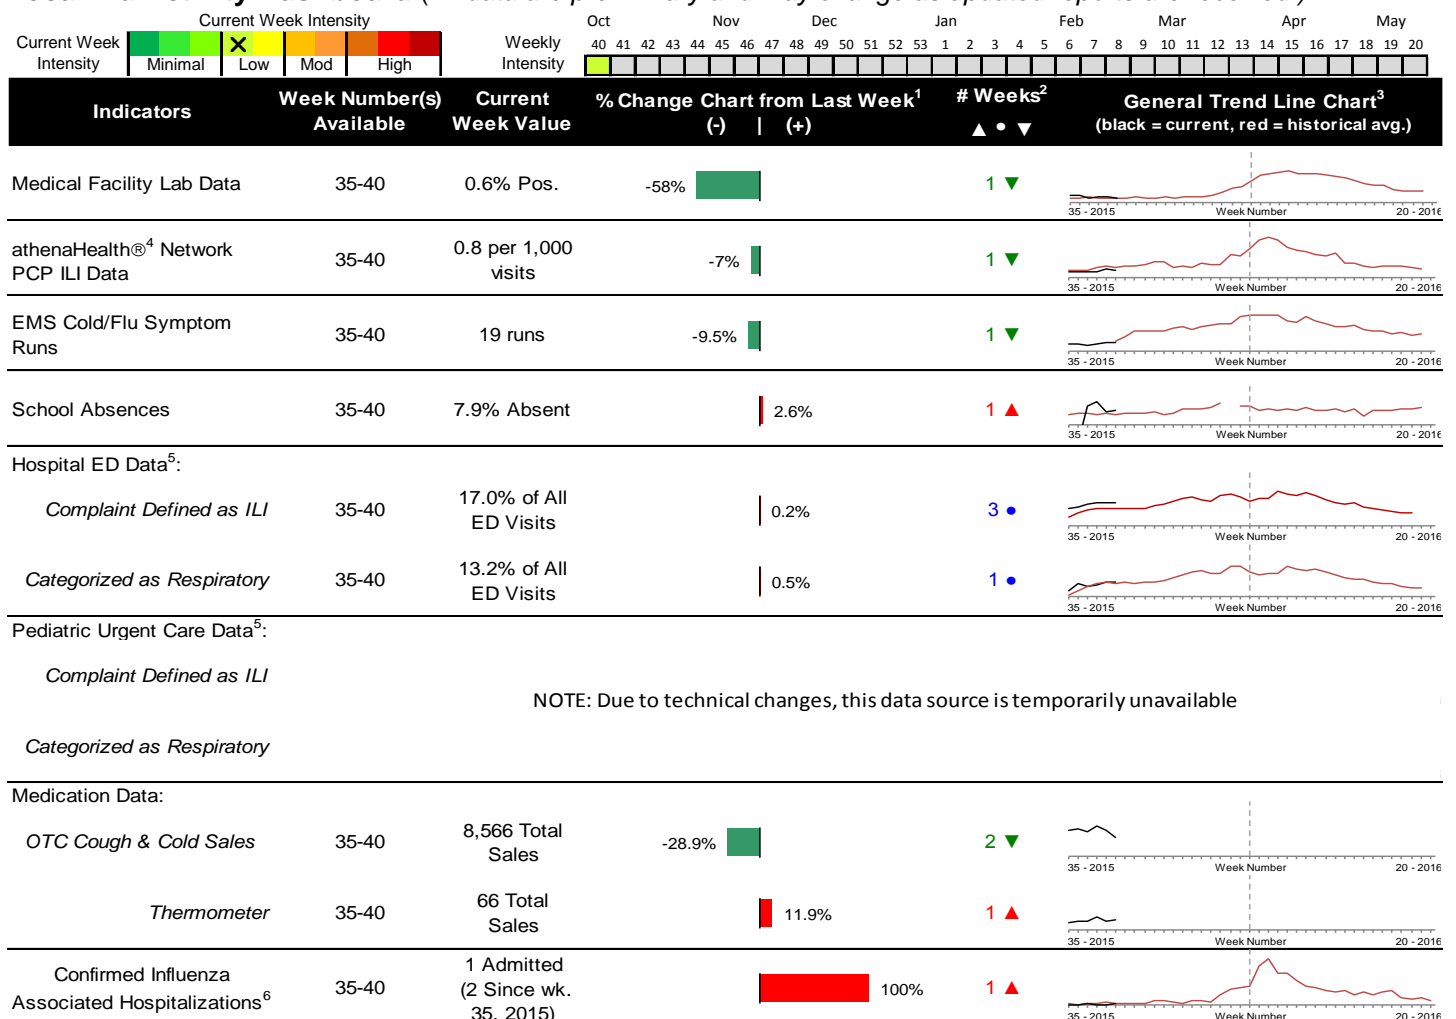 Current Week Intensity
Current Week Intensity
Minimal Low Mod High
Oct Nov Dec Jan Feb Mar Apr May
Weekly Intensity
40 41 42 43 44 45 46 47 48 49 50 51 52 53 1 2 3 4 5 6 7 8 9 10 11 12 13 14 15 16 17 18 19 20
Indicators
Week Number(s) Available
Current Week Value
% Change Chart from Last Week1
(-) | (+)
# Weeks2
▲ ● ▼
General Trend Line Chart3
(black = current, red = historical avg.)
Medical Facility Lab Data 35-40 0.6% Pos. -58% 1 ▼
35 - 2015 Week Number 20 - 2016
athenaHealth®4 Network
PCP ILI Data
35-40
0.8 per 1,000
visits
-7% 1 ▼
35 - 2015 Week Number 20 - 2016
EMS Cold/Flu Symptom
Runs
35-40 19 runs -9.5% 1 ▼
35 - 2015 Week Number 20 - 2016
School Absences 35-40 7.9% Absent 2.6% 1 ▲
35 - 2015 Week Number 20 - 2016
Hospital ED Data5:
Complaint Defined as ILI 35-40
17.0% of All
ED Visits
0.2% 3 ●
35 - 2015 Week Number 20 - 2016
Categorized as Respiratory 35-40
13.2% of All
ED Visits
0.5% 1 ●
35 - 2015 Week Number 20 - 2016
Pediatric Urgent Care Data5:
Complaint Defined as ILI
NOTE: Due to technical changes, this data source is temporarily unavailable
Categorized as Respiratory
Medication Data:
OTC Cough & Cold Sales 35-40
8,566 Total
Sales
-28.9% 2 ▼
35 - 2015 Week Number 20 - 2016
Thermometer 35-40
66 Total
Sales
11.9% 1 ▲
35 - 2015 Week Number 20 - 2016
Confirmed Influenza
Associated Hospitalizations6
35-40
1 Admitted
(2 Since wk.
35, 2015)
100% 1 ▲
35 - 2015 Week Number 20 - 2016